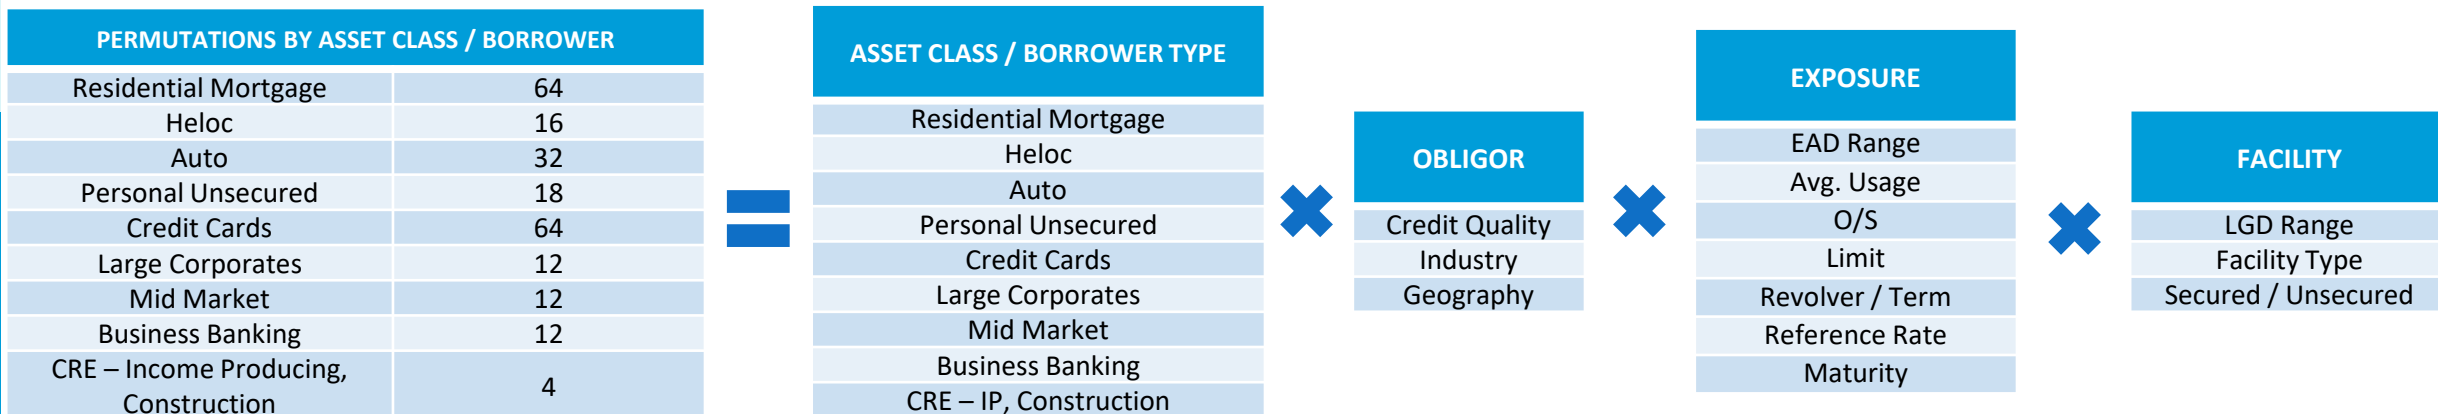 PERMUTATIONS BY ASSET CLASS / BORROWER
Residential Mortgage 64
Heloc 16
Auto 32
Personal Unsecured 18
Credit Cards 64
Large Corporates 12
Mid Market 12
Business Banking 12
CRE – Income Producing,
Construction 4
ASSET CLASS / BORROWER TYPE
Residential Mortgage
Heloc
Auto
Personal Unsecured
Credit Cards
Large Corporates
Mid Market
Business Banking
CRE – IP, Construction
OBLIGOR
Credit Quality
Industry
Geography
EXPOSURE
EAD Range
Avg. Usage
O/S
Limit
Revolver / Term
Reference Rate
Maturity
FACILITY
LGD Range
Facility Type
Secured / Unsecured